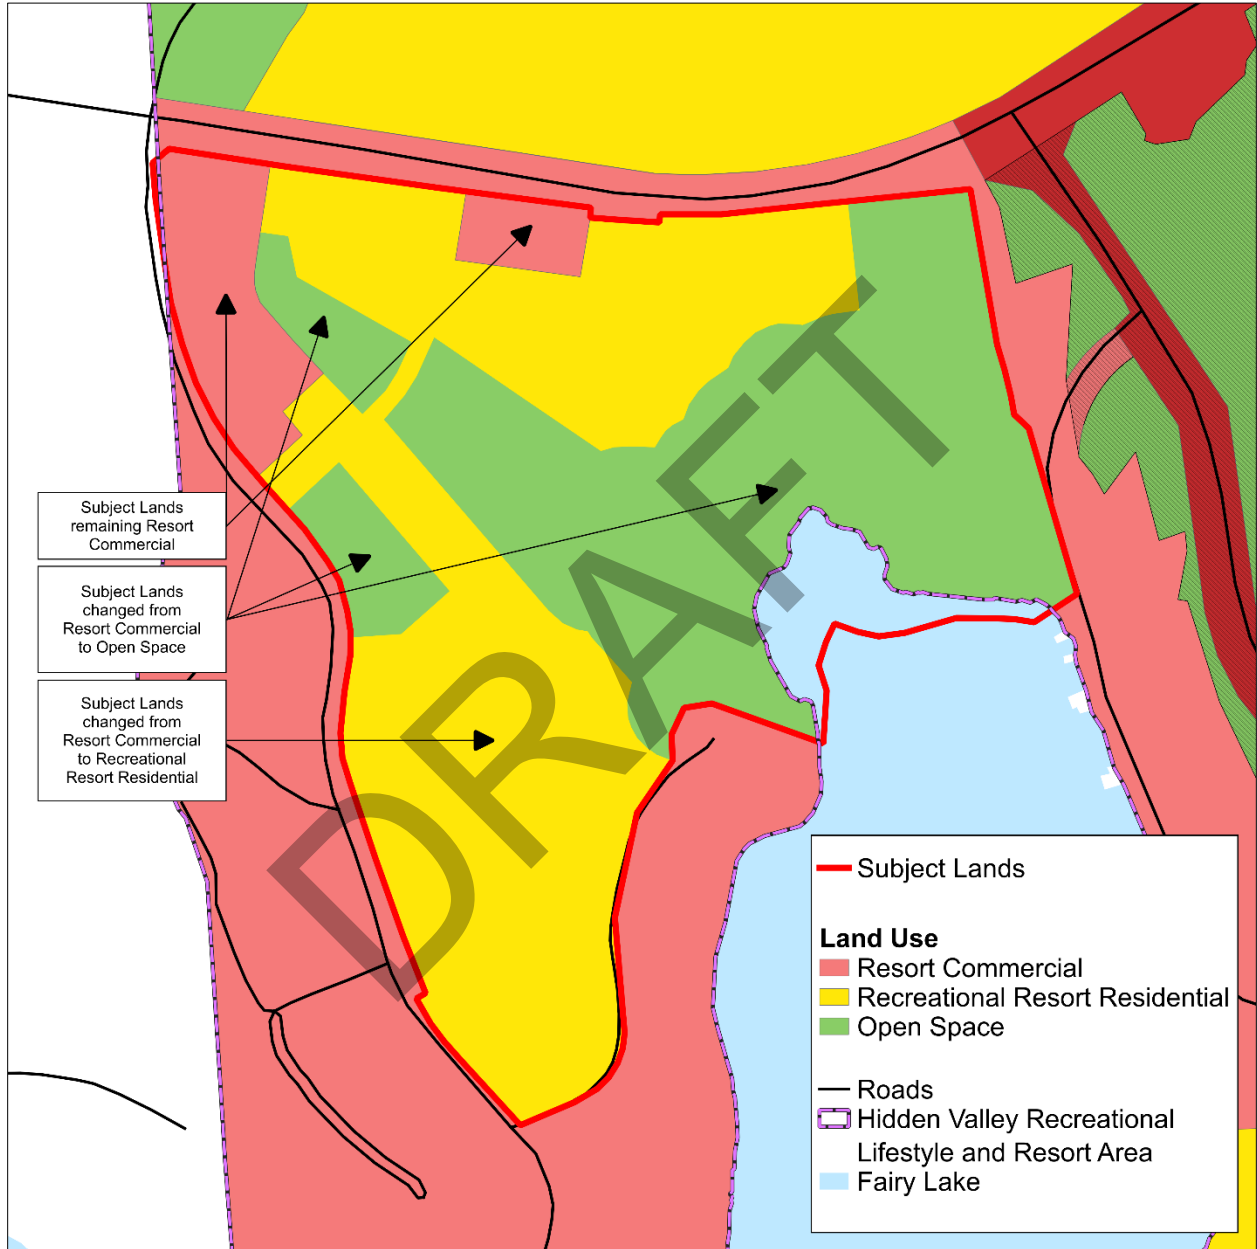 Subject Lands
remaining Resort
Commercial
Subject Lands
changed from
Resort Commercial
to Open Space
Subject Lands
changed from
Resort Commercial
to Recreational
Resort Residential
DRAFT
Subject Lands
Land Use
Resort Commercial
Recreational Resort Residential
Open Space
Roads
Hidden Valley Recreational
Lifestyle and Resort Area
Fairy Lake